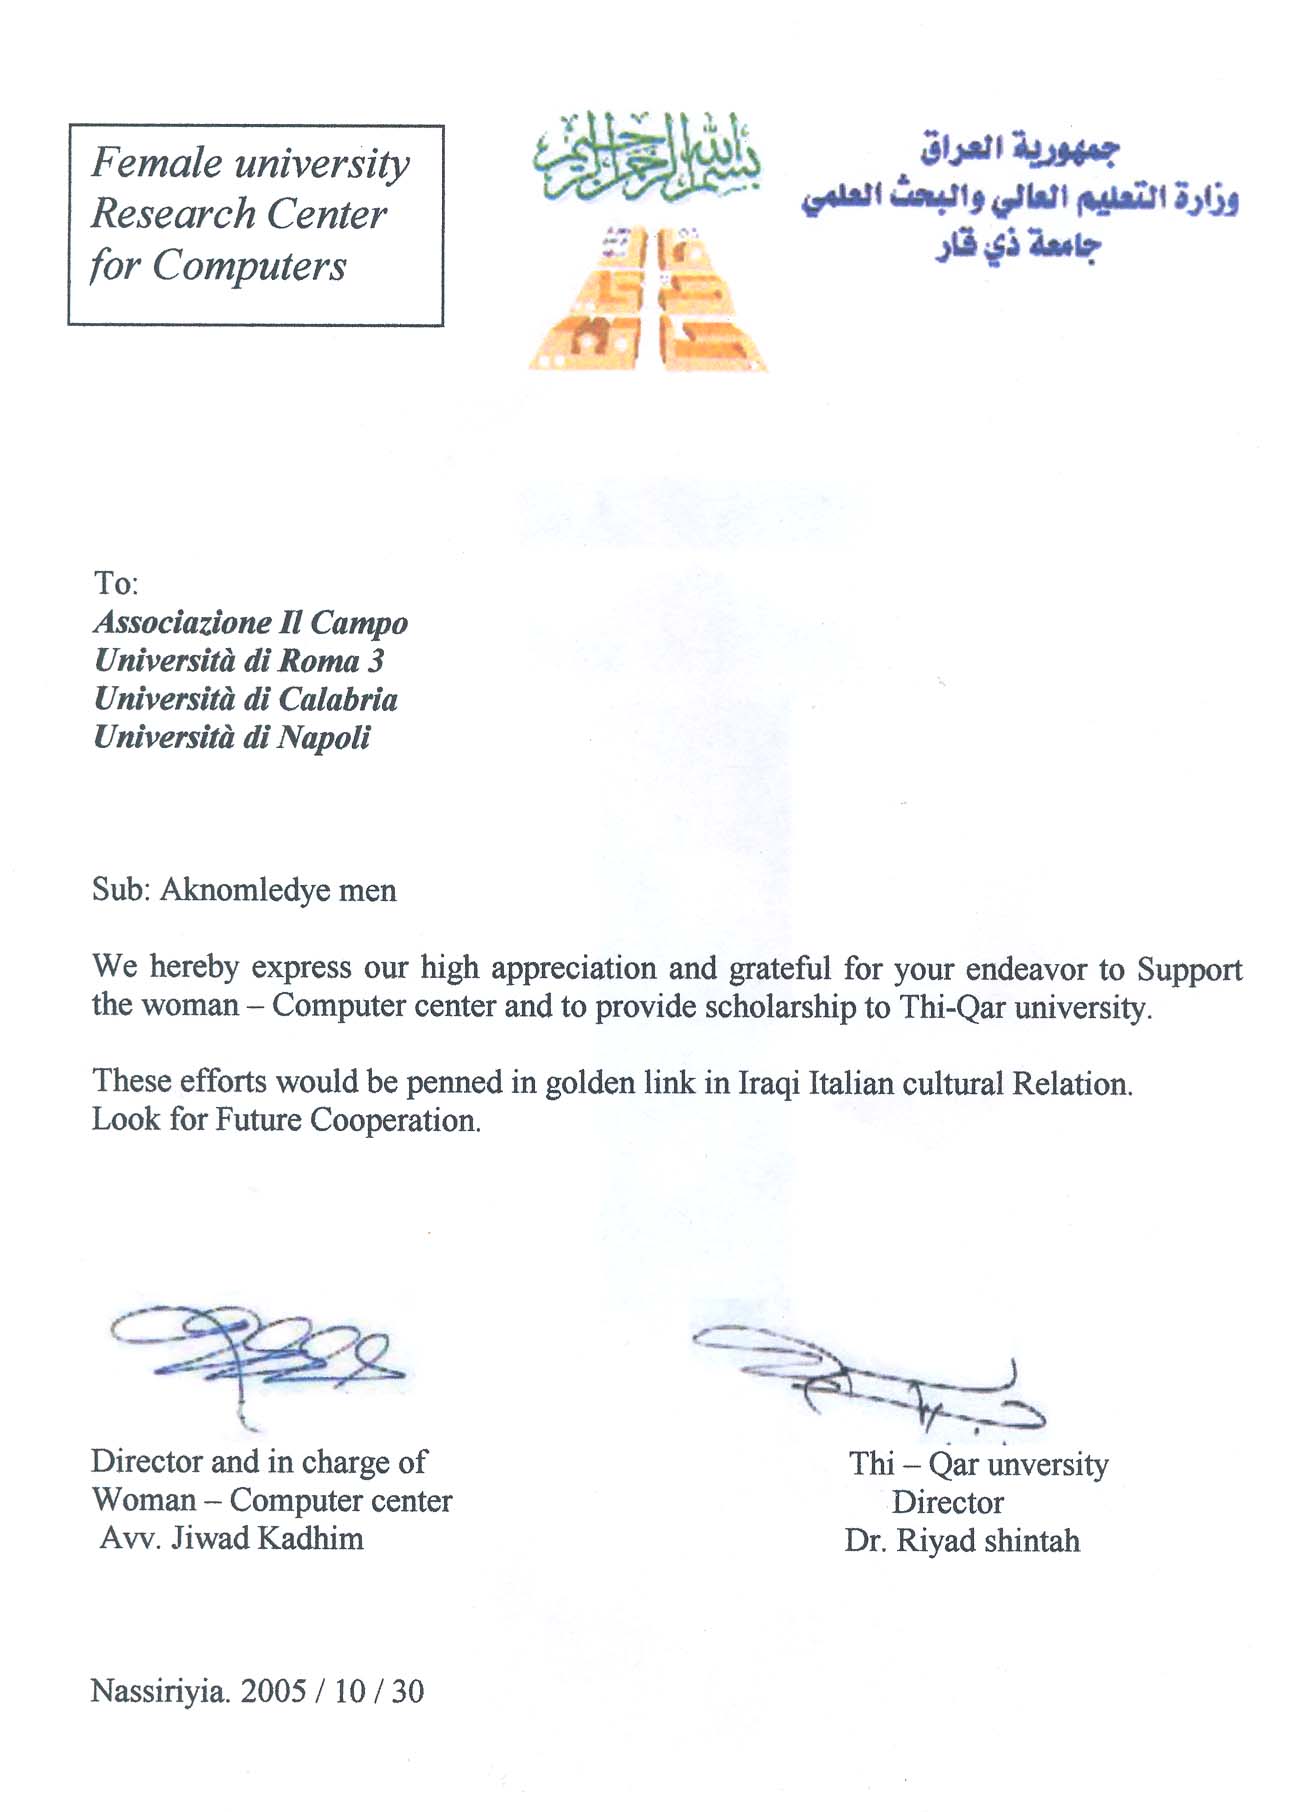 Female university
Research Center
for Computers
بسم الله الرحمن الرحيم
جمهورية العراق
وزارة التعليم العالي والبحث العلمي
جامعة ذي قار
To:
Associazione Il Campo
Università di Roma 3
Università di Calabria
Università di Napoli
Sub: Aknomledye men
We hereby express our high appreciation and grateful for your endeavor to Support
the woman – Computer center and to provide scholarship to Thi-Qar university.
These efforts would be penned in golden link in Iraqi Italian cultural Relation.
Look for Future Cooperation.
Director and in charge of
Woman – Computer center
Avv. Jiwad Kadhim
Thi – Qar unversity
Director
Dr. Riyad shintah
Nassiriyia. 2005 / 10 / 30